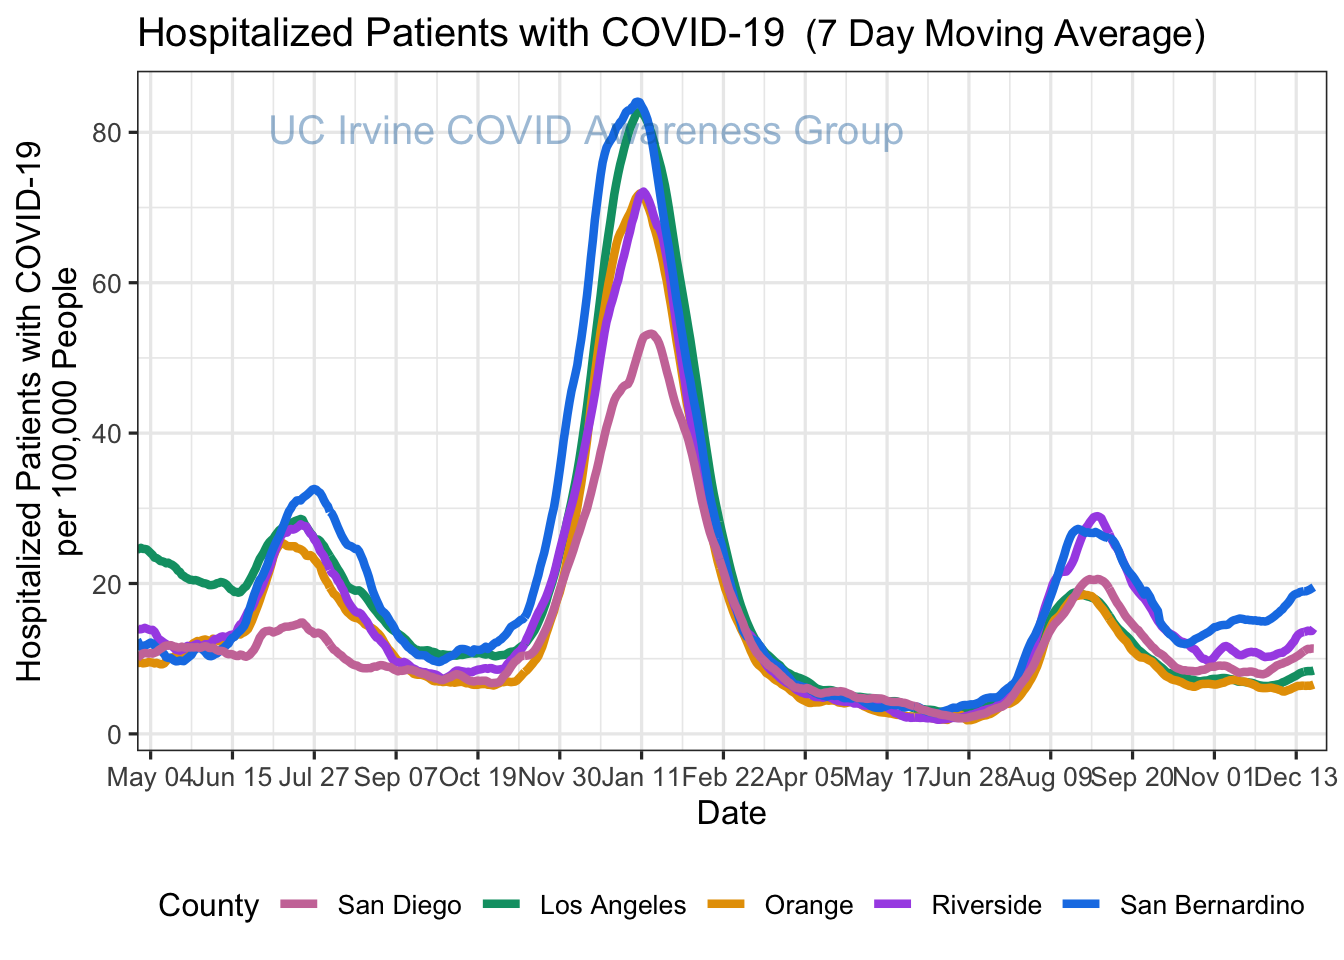 Hospitalized Patients with COVID-19 (7 Day Moving Average)
UC Irvine COVID Awareness Group
Hospitalized Patients with COVID-19
per 100,000 People
80
60
40
20
0
May 04 Jun 15 Jul 27 Sep 07 Oct 19 Nov 30 Jan 11 Feb 22 Apr 05 May 17 Jun 28 Aug 09 Sep 20 Nov 01 Dec 13
Date
County San Diego Los Angeles Orange Riverside San Bernardino